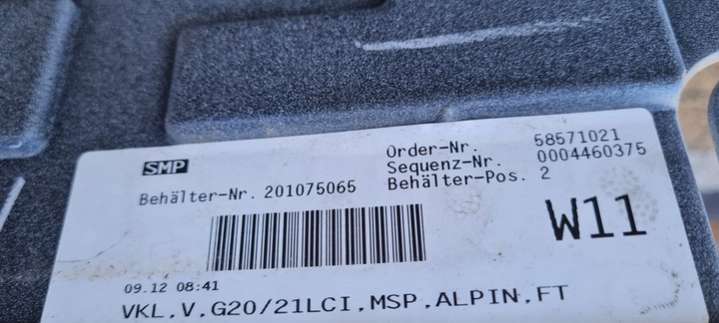 SMP
Order-Nr. 58571021
Sequenz-Nr. 0004460375
Behälter-Nr. 201075065
Behälter-Pos. 2
W11
09.12 08:41
VKL.V.G20/21LCI.MSP.ALPIN.FT